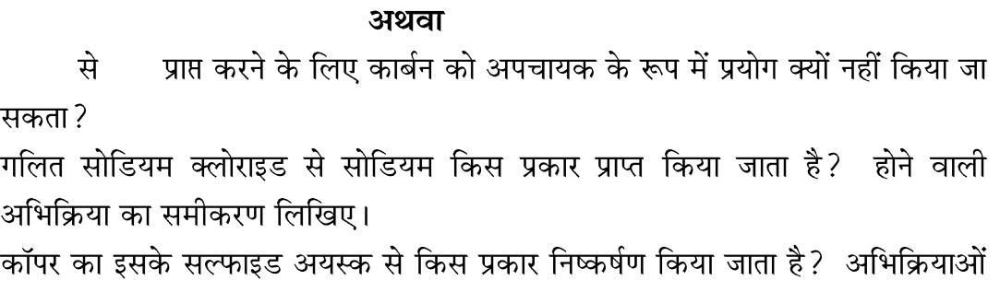 अथवा
से प्राप्त करने के लिए कार्बन को अपचायक के रूप में प्रयोग क्यों नहीं किया जा
सकता?
गलित सोडियम क्लोराइड से सोडियम किस प्रकार प्राप्त किया जाता है? होने वाली
अभिक्रिया का समीकरण लिखिए।
कॉपर का इसके सल्फाइड अयस्क से किस प्रकार निष्कर्षण किया जाता है? अभिक्रियाओं